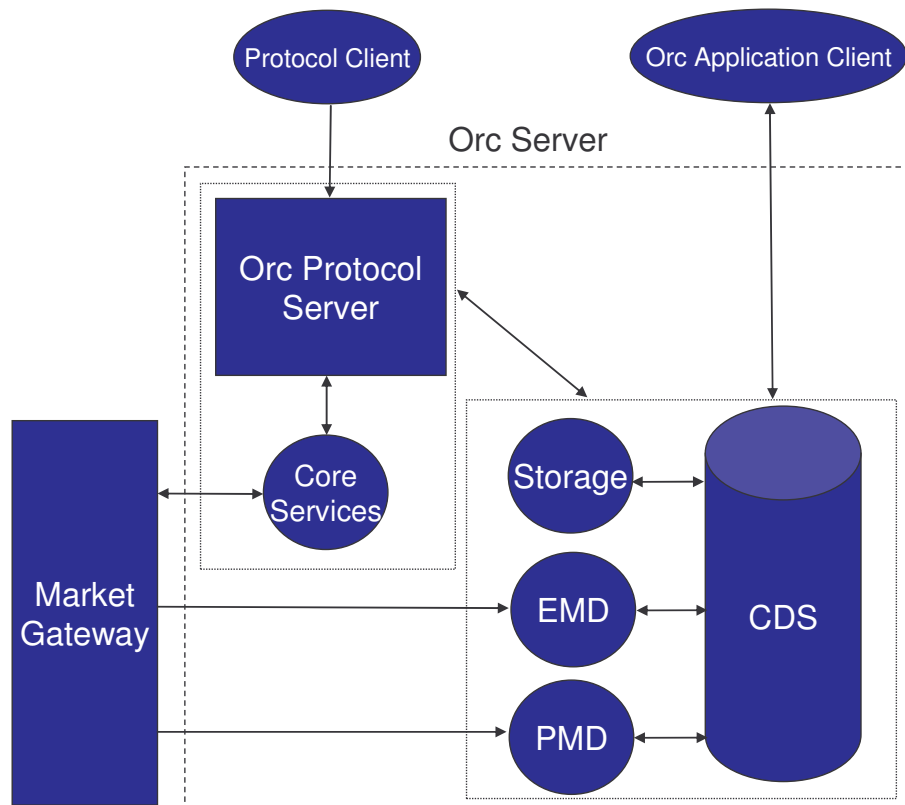 Protocol Client
Orc Application Client
Orc Server
Orc Protocol
Server
Core
Services
Storage
Market
Gateway
EMD
CDS
PMD